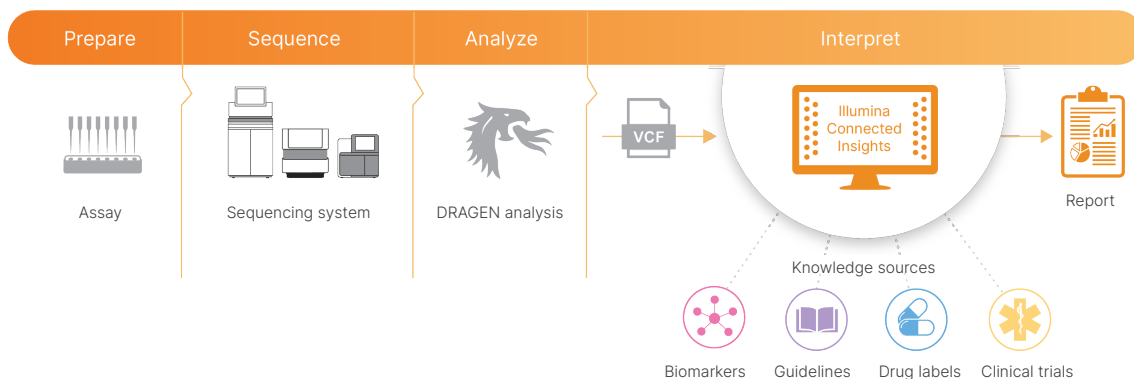 Prepare
Sequence
Analyze
Interpret
Illumina
Connected
Insights
VCF
Assay
Sequencing system
DRAGEN analysis
Report
Knowledge sources
Biomarkers
Guidelines
Drug labels
Clinical trials